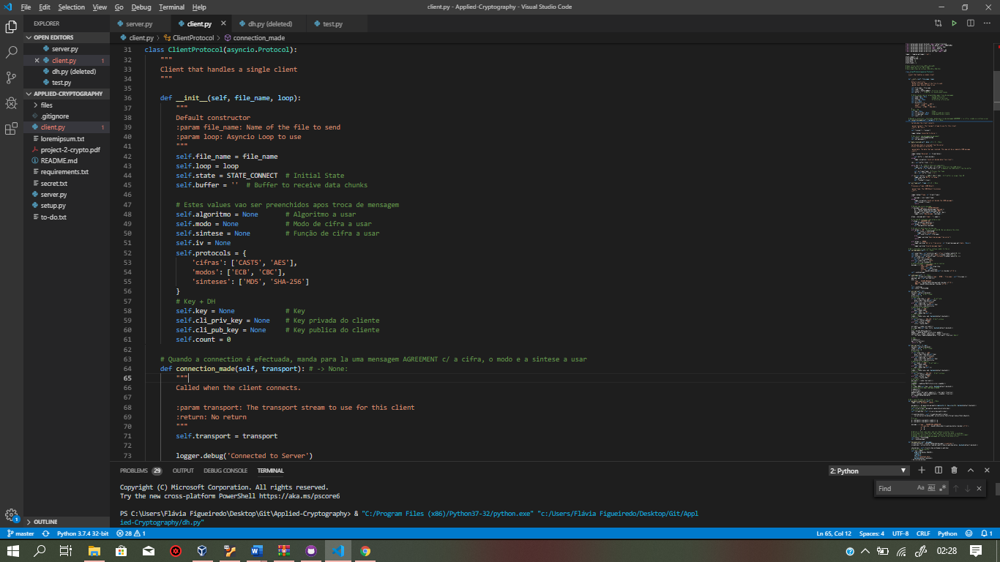 File Edit Selection View Go Debug Terminal Help
client.py - Applied-Cryptography - Visual Studio Code
EXPLORER
OPEN EDITORS
server.py
client.py 1
dh.py (deleted)
test.py
APPLIED-CRYPTOGRAPHY
files
.gitignore
client.py 1
loremipsum.txt
project-2-crypto.pdf
README.md
requirements.txt
secret.txt
server.py
setup.py
to-do.txt
OUTLINE
server.py client.py dh.py (deleted) test.py
client.py > ClientProtocol > connection_made
31 class ClientProtocol(asyncio.Protocol):
32 """
33 Client that handles a single client
34 """
35
36 def __init__(self, file_name, loop):
37 """
38 Default constructor
39 :param file_name: Name of the file to send
40 :param loop: Asyncio Loop to use
41 """
42 self.file_name = file_name
43 self.loop = loop
44 self.state = STATE_CONNECT # Initial State
45 self.buffer = '' # Buffer to receive data chunks
46
47 # Estes values vao ser preenchidos apos troca de mensagem
48 self.algoritmo = None # Algoritmo a usar
49 self.modo = None # Modo de cifra a usar
50 self.sintese = None # Função de cifra a usar
51 self.iv = None
52 self.protocols = {
53 'cifras': ['CAST5', 'AES'],
54 'modos': ['ECB', 'CBC'],
55 'sinteses': ['MD5', 'SHA-256']
56 }
57 # Key + DH
58 self.key = None # Key
59 self.cli_priv_key = None # Key privada do cliente
60 self.cli_pub_key = None # Key publica do cliente
61 self.count = 0
62
63 # Quando a connection é efectuada, manda para la uma mensagem AGREEMENT c/ a cifra, o modo e a sintese a usar
64 def connection_made(self, transport): # -> None:
65 """
66 Called when the client connects.
67
68 :param transport: The transport stream to use for this client
69 :return: No return
70 """
71 self.transport = transport
72
73 logger.debug('Connected to Server')
PROBLEMS 29 OUTPUT DEBUG CONSOLE TERMINAL
2: Python
Find Aa Abl .*
Copyright (C) Microsoft Corporation. All rights reserved.
Try the new cross-platform PowerShell https://aka.ms/pscore6
PS C:\Users\Flávia Figueiredo\Desktop\Git\Applied-Cryptography> & "C:/Program Files (x86)/Python37-32/python.exe" "c:/Users/Flávia Figueiredo/Desktop/Git/Appl
ied-Cryptography/dh.py"
master Python 3.7.4 32-bit 28 1
Ln 65, Col 12 Spaces: 4 UTF-8 CRLF Python 1
02:28